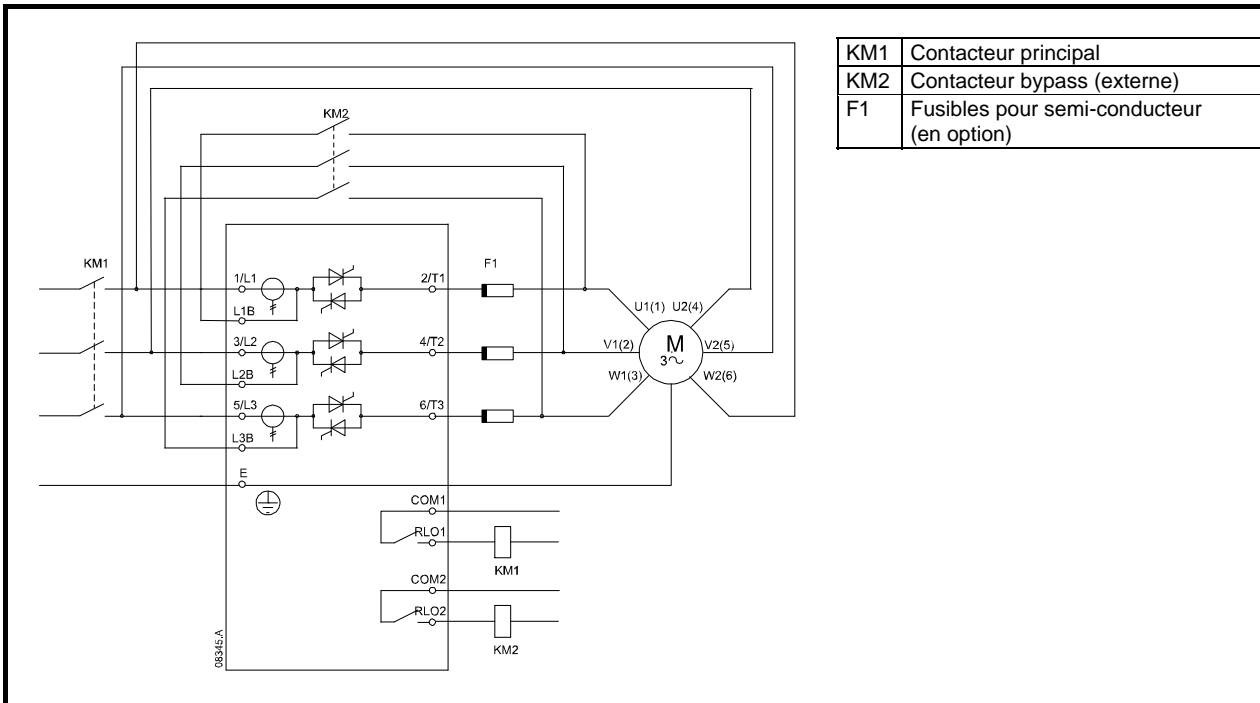 KM1 Contacteur principal
KM2 Contacteur bypass (externe)
F1 Fusibles pour semi-conducteur
(en option)
KM2
KM1
F1
1/L1
2/T1
L1B
U1(1) U2(4)
3/L2
4/T2
V1(2)
M
3~
V2(5)
L2B
W1(3)
W2(6)
5/L3
6/T3
L3B
E
COM1
RLO1
KM1
COM2
RLO2
KM2
08345.A